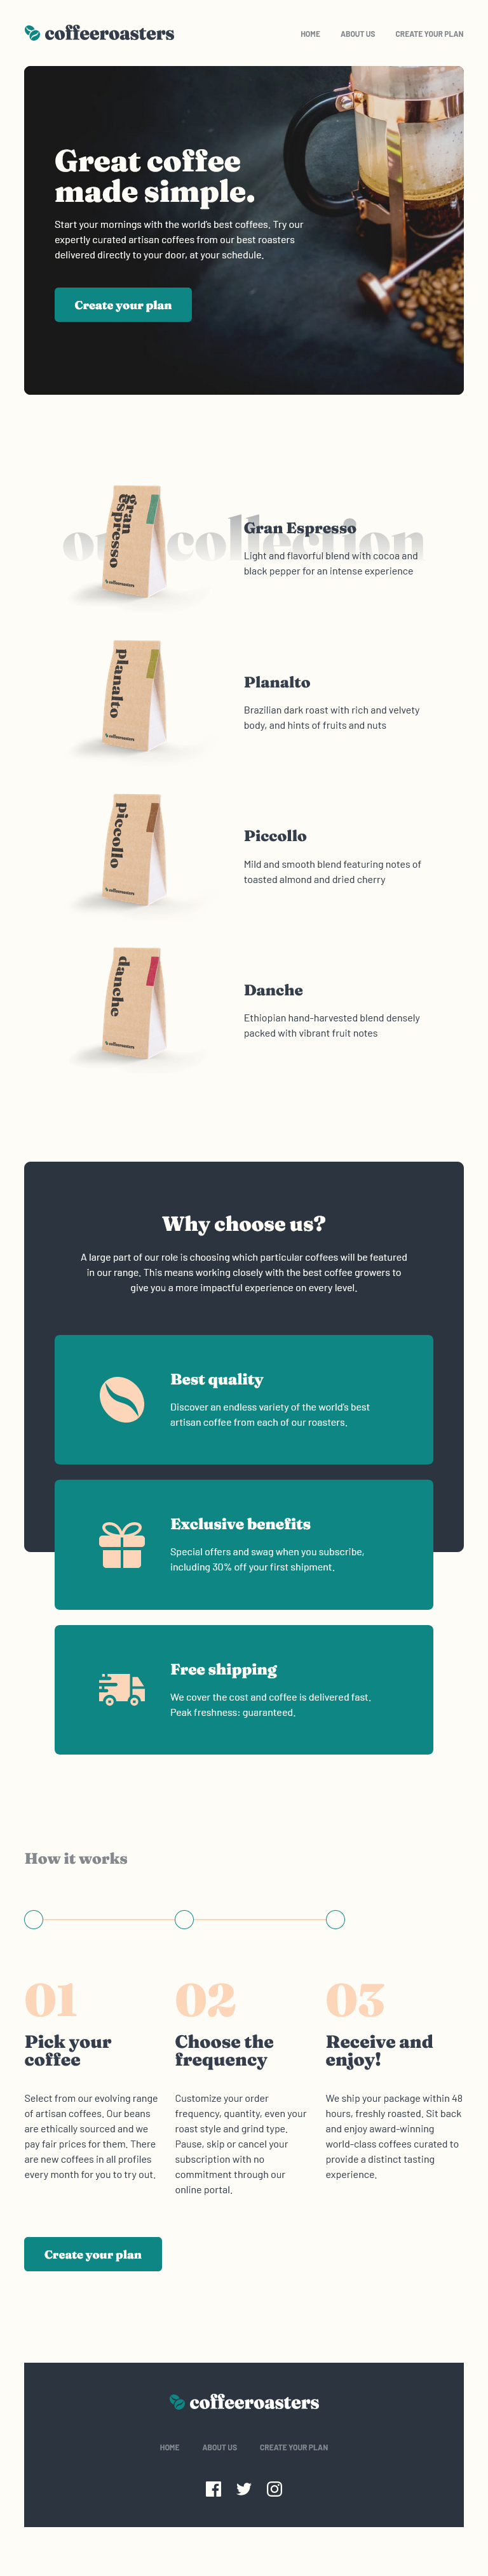 coffeeroasters
HOME ABOUT US CREATE YOUR PLAN
Great coffee
made simple.
Start your mornings with the world's best coffees. Try our
expertly curated artisan coffees from our best roasters
delivered directly to your door, at your schedule.
Create your plan
collection
gran
espresso
coffeeroasters
Gran Espresso
Light and flavorful blend with cocoa and
black pepper for an intense experience
planalto
coffeeroasters
Planalto
Brazilian dark roast with rich and velvety
body, and hints of fruits and nuts
piccollo
coffeeroasters
Piccollo
Mild and smooth blend featuring notes of
toasted almond and dried cherry
danche
coffeeroasters
Danche
Ethiopian hand-harvested blend densely
packed with vibrant fruit notes
Why choose us?
A large part of our role is choosing which particular coffees will be featured
in our range. This means working closely with the best coffee growers to
give you a more impactful experience on every level.
Best quality
Discover an endless variety of the world's best
artisan coffee from each of our roasters.
Exclusive benefits
Special offers and swag when you subscribe,
including 30% off your first shipment.
Free shipping
We cover the cost and coffee is delivered fast.
Peak freshness: guaranteed.
How it works
01
Pick your
coffee
Select from our evolving range
of artisan coffees. Our beans
are ethically sourced and we
pay fair prices for them. There
are new coffees in all profiles
every month for you to try out.
02
Choose the
frequency
Customize your order
frequency, quantity, even your
roast style and grind type.
Pause, skip or cancel your
subscription with no
commitment through our
online portal.
03
Receive and
enjoy!
We ship your package within 48
hours, freshly roasted. Sit back
and enjoy award-winning
world-class coffees curated to
provide a distinct tasting
experience.
Create your plan
coffeeroasters
HOME ABOUT US CREATE YOUR PLAN